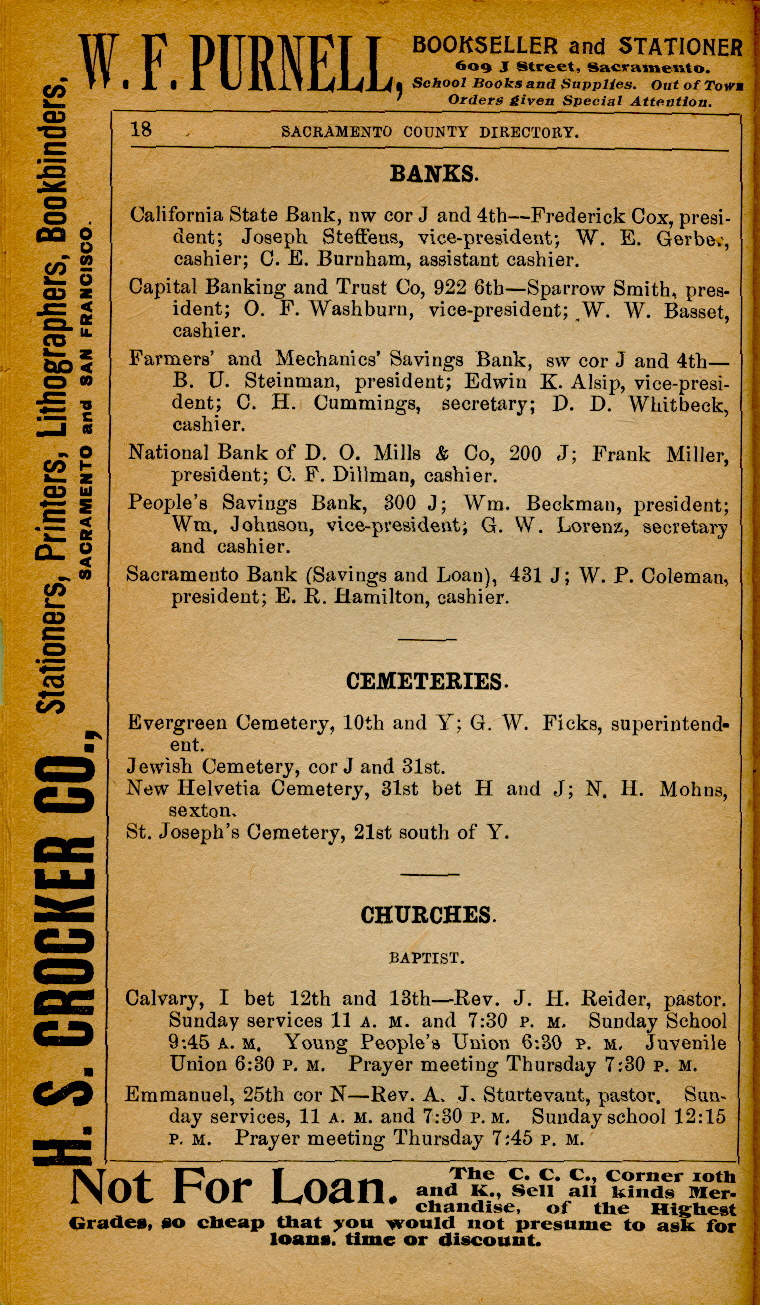 W. F. PURNELL,
BOOKSELLER and STATIONER
609 J Street, Sacramento.
School Books and Supplies. Out of Town
Orders given Special Attention.
H. S. CROCKER CO., Stationers, Printers, Lithographers, Bookbinders,
SACRAMENTO and SAN FRANCISCO.
18 SACRAMENTO COUNTY DIRECTORY.
BANKS.
California State Bank, nw cor J and 4th—Frederick Cox, presi-
dent; Joseph Steffens, vice-president; W. E. Gerber,
cashier; C. E. Burnham, assistant cashier.
Capital Banking and Trust Co, 922 6th—Sparrow Smith, pres-
ident; O. F. Washburn, vice-president; W. W. Basset,
cashier.
Farmers' and Mechanics' Savings Bank, sw cor J and 4th—
B. U. Steinman, president; Edwin K. Alsip, vice-presi-
dent; C. H. Cummings, secretary; D. D. Whitbeck,
cashier.
National Bank of D. O. Mills & Co, 200 J; Frank Miller,
president; C. F. Dillman, cashier.
People's Savings Bank, 300 J; Wm. Beckman, president;
Wm. Johnson, vice-president; G. W. Lorenz, secretary
and cashier.
Sacramento Bank (Savings and Loan), 431 J; W. P. Coleman,
president; E. R. Hamilton, cashier.
CEMETERIES.
Evergreen Cemetery, 10th and Y; G. W. Ficks, superintend-
ent.
Jewish Cemetery, cor J and 31st.
New Helvetia Cemetery, 31st bet H and J; N. H. Mohns,
sexton.
St. Joseph's Cemetery, 21st south of Y.
CHURCHES.
BAPTIST.
Calvary, I bet 12th and 13th—Rev. J. H. Reider, pastor.
Sunday services 11 A. M. and 7:30 P. M. Sunday School
9:45 A. M. Young People's Union 6:30 P. M. Juvenile
Union 6:30 P. M. Prayer meeting Thursday 7:30 P. M.
Emmanuel, 25th cor N—Rev. A. J. Sturtevant, pastor. Sun-
day services, 11 A. M. and 7:30 P. M. Sunday school 12:15
P. M. Prayer meeting Thursday 7:45 P. M.
Not For Loan. The C. C. C., Corner 10th
and K., Sell all kinds Mer-
chandise, of the Highest
Grades, so cheap that you would not presume to ask for
loans, time or discount.